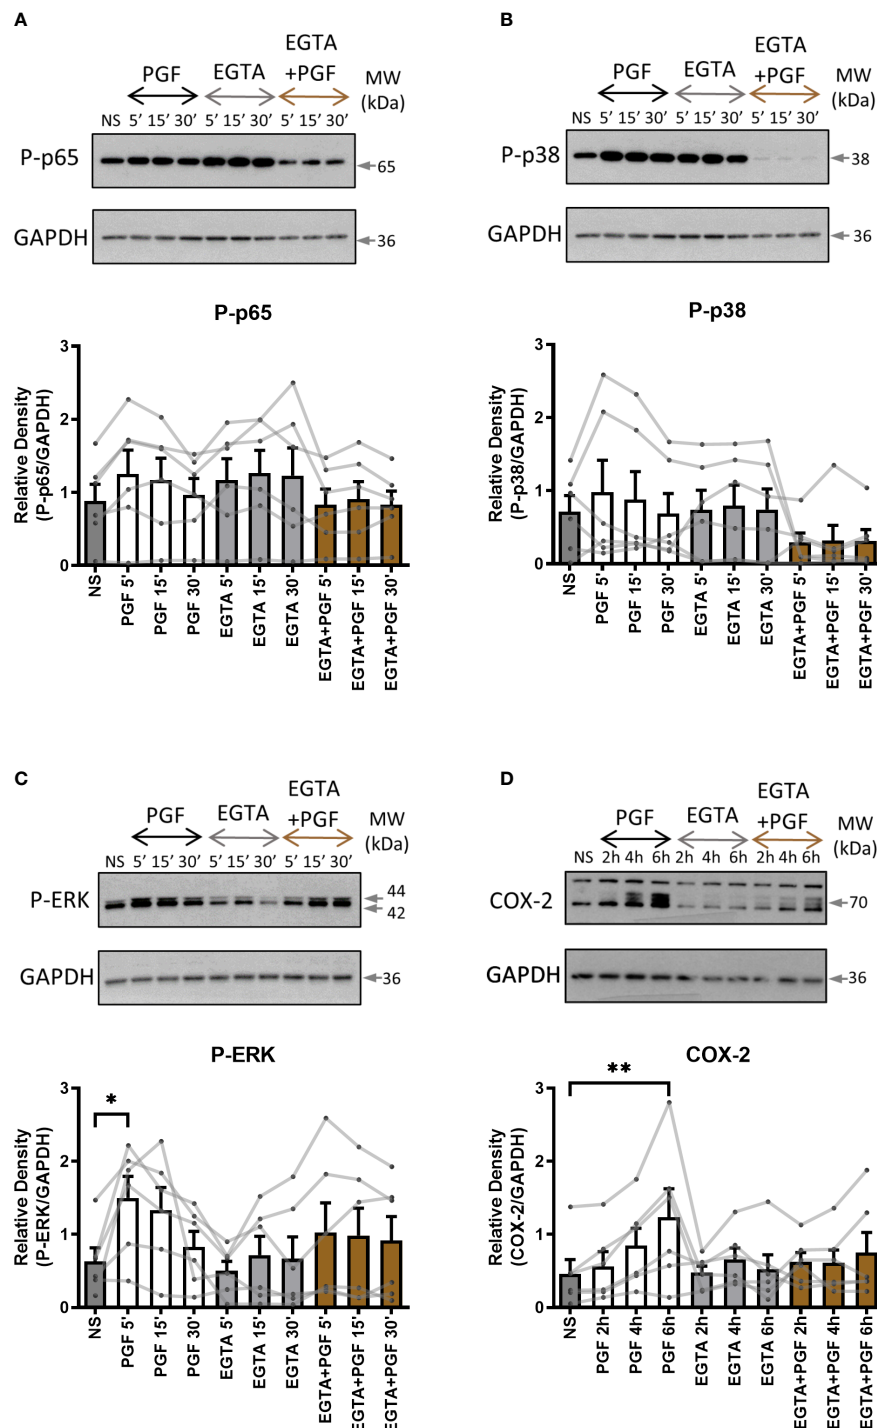 A
PGF
EGTA
EGTA
+PGF
MW
(kDa)
NS 5’ 15’ 30’ 5’ 15’ 30’ 5’ 15’ 30’
P-p65
65
GAPDH
36
P-p65
Relative Density
(P-p65/GAPDH)
3
2
1
0
NS
PGF 5'
PGF 15'
PGF 30'
EGTA 5'
EGTA 15'
EGTA 30'
EGTA+PGF 5'
EGTA+PGF 15'
EGTA+PGF 30'
B
PGF
EGTA
EGTA
+PGF
MW
(kDa)
NS 5’ 15’ 30’ 5’ 15’ 30’ 5’ 15’ 30’
P-p38
38
GAPDH
36
P-p38
Relative Density
(P-p38/GAPDH)
3
2
1
0
NS
PGF 5'
PGF 15'
PGF 30'
EGTA 5'
EGTA 15'
EGTA 30'
EGTA+PGF 5'
EGTA+PGF 15'
EGTA+PGF 30'
C
PGF
EGTA
EGTA
+PGF
MW
(kDa)
NS 5’ 15’ 30’ 5’ 15’ 30’ 5’ 15’ 30’
P-ERK
44
42
GAPDH
36
P-ERK
Relative Density
(P-ERK/GAPDH)
3
2
1
0
*
NS
PGF 5'
PGF 15'
PGF 30'
EGTA 5'
EGTA 15'
EGTA 30'
EGTA+PGF 5'
EGTA+PGF 15'
EGTA+PGF 30'
D
PGF
EGTA
EGTA
+PGF
MW
(kDa)
NS 2h 4h 6h 2h 4h 6h 2h 4h 6h
COX-2
70
GAPDH
36
COX-2
Relative Density
(COX-2/GAPDH)
3
2
1
0
**
NS
PGF 2h
PGF 4h
PGF 6h
EGTA 2h
EGTA 4h
EGTA 6h
EGTA+PGF 2h
EGTA+PGF 4h
EGTA+PGF 6h